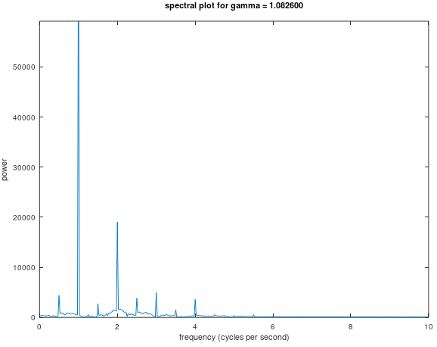 spectral plot for gamma = 1.082600
50000
40000
30000
20000
10000
0
power
0 2 4 6 8 10
frequency (cycles per second)